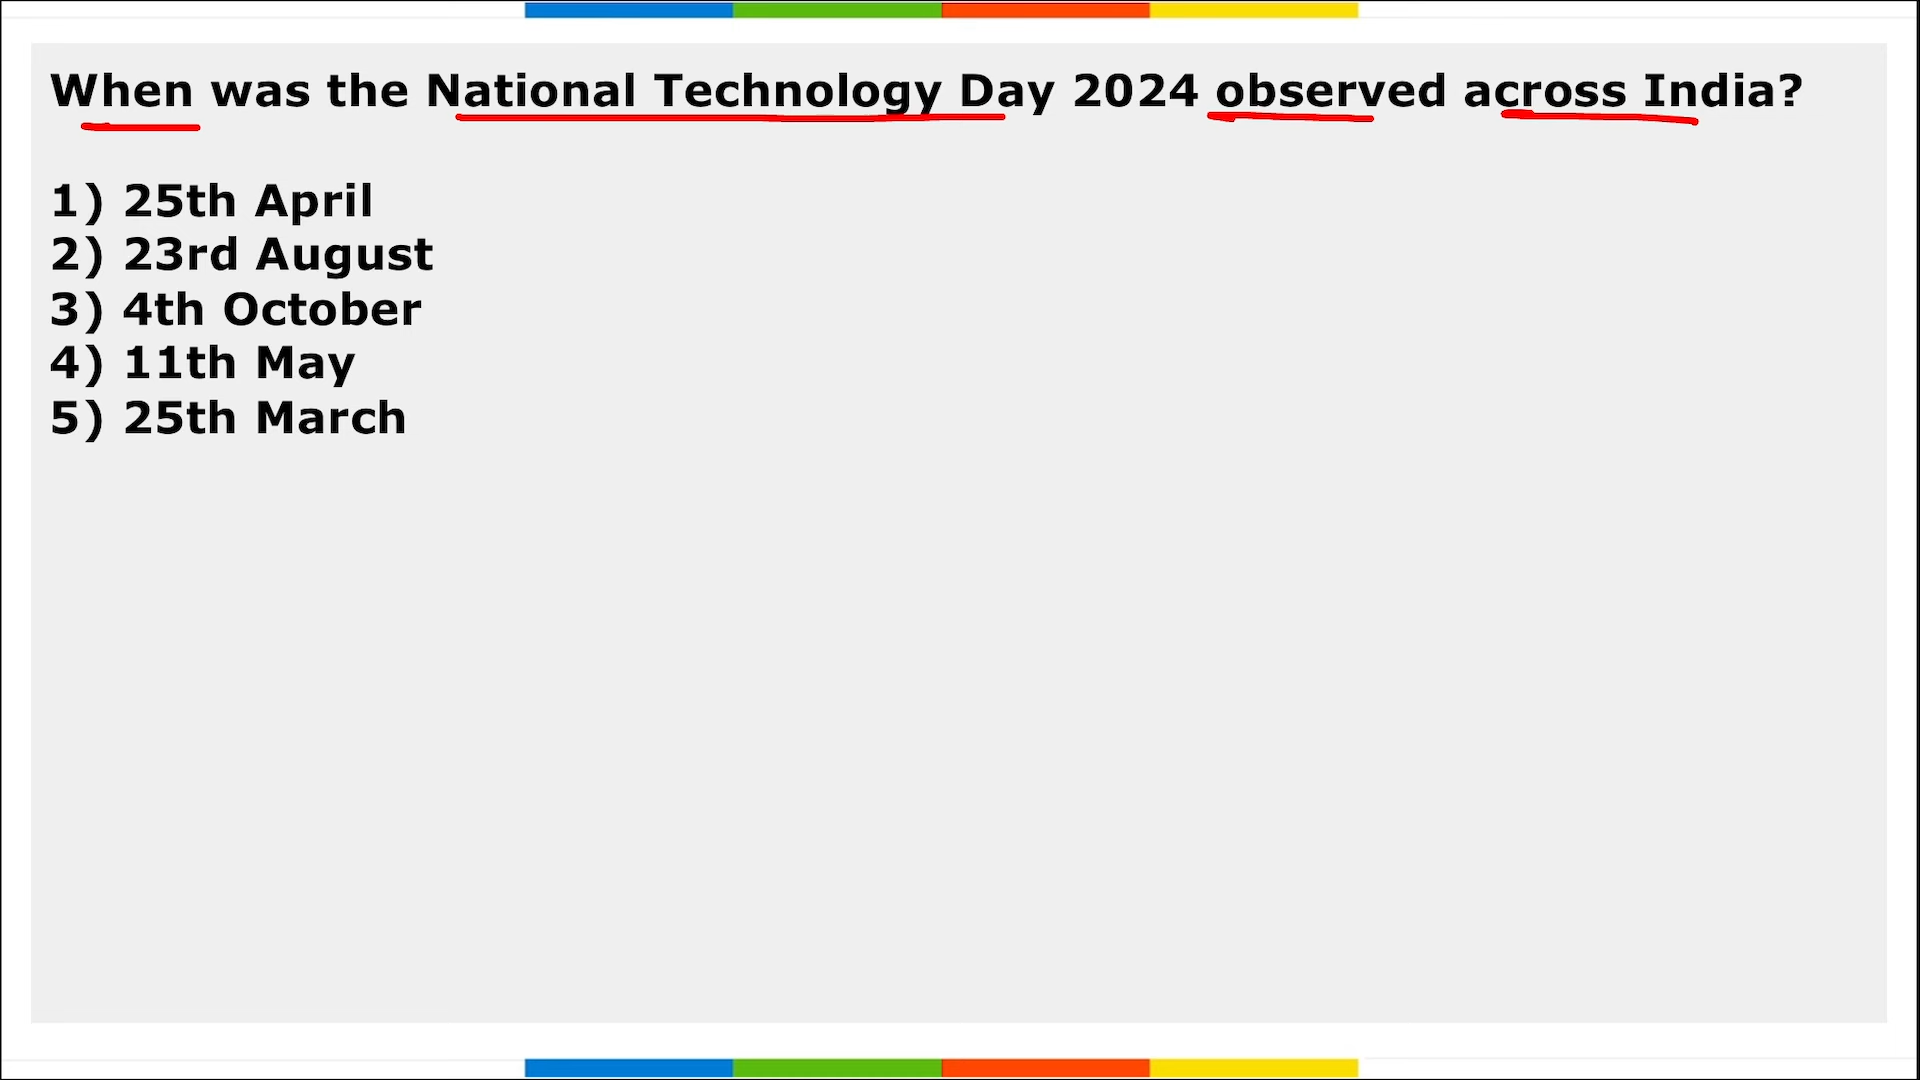 When was the National Technology Day 2024 observed across India?
1) 25th April
2) 23rd August
3) 4th October
4) 11th May
5) 25th March